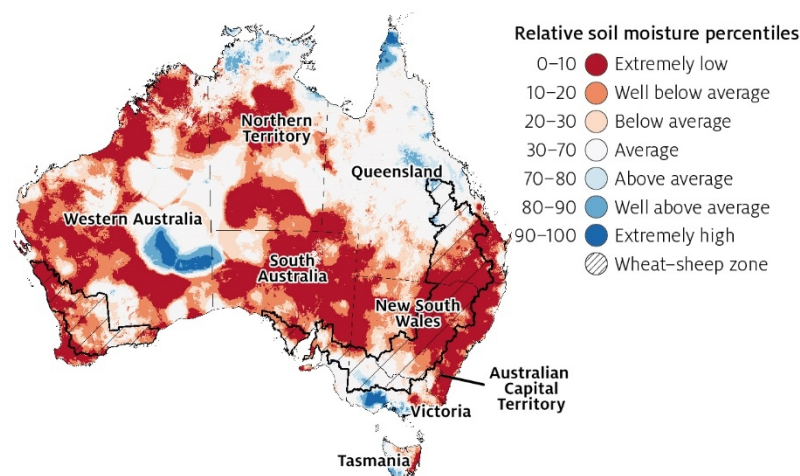 Relative soil moisture percentiles
0–10 Extremely low
10–20 Well below average
20–30 Below average
30–70 Average
70–80 Above average
80–90 Well above average
90–100 Extremely high
Wheat–sheep zone
Northern
Territory
Queensland
Western Australia
South
Australia
New South
Wales
Australian
Capital
Territory
Victoria
Tasmania